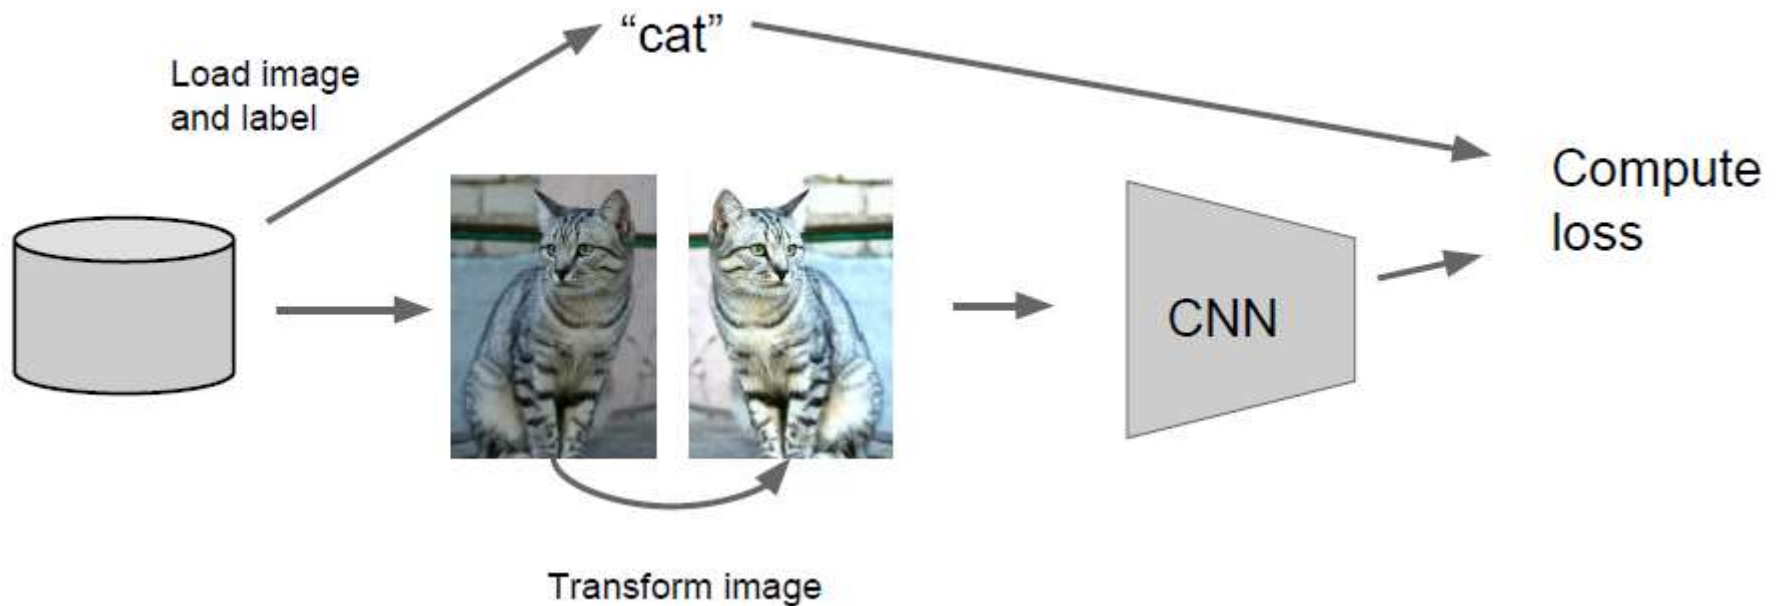 “cat”
Load image
and label
Compute
loss
CNN
Transform image